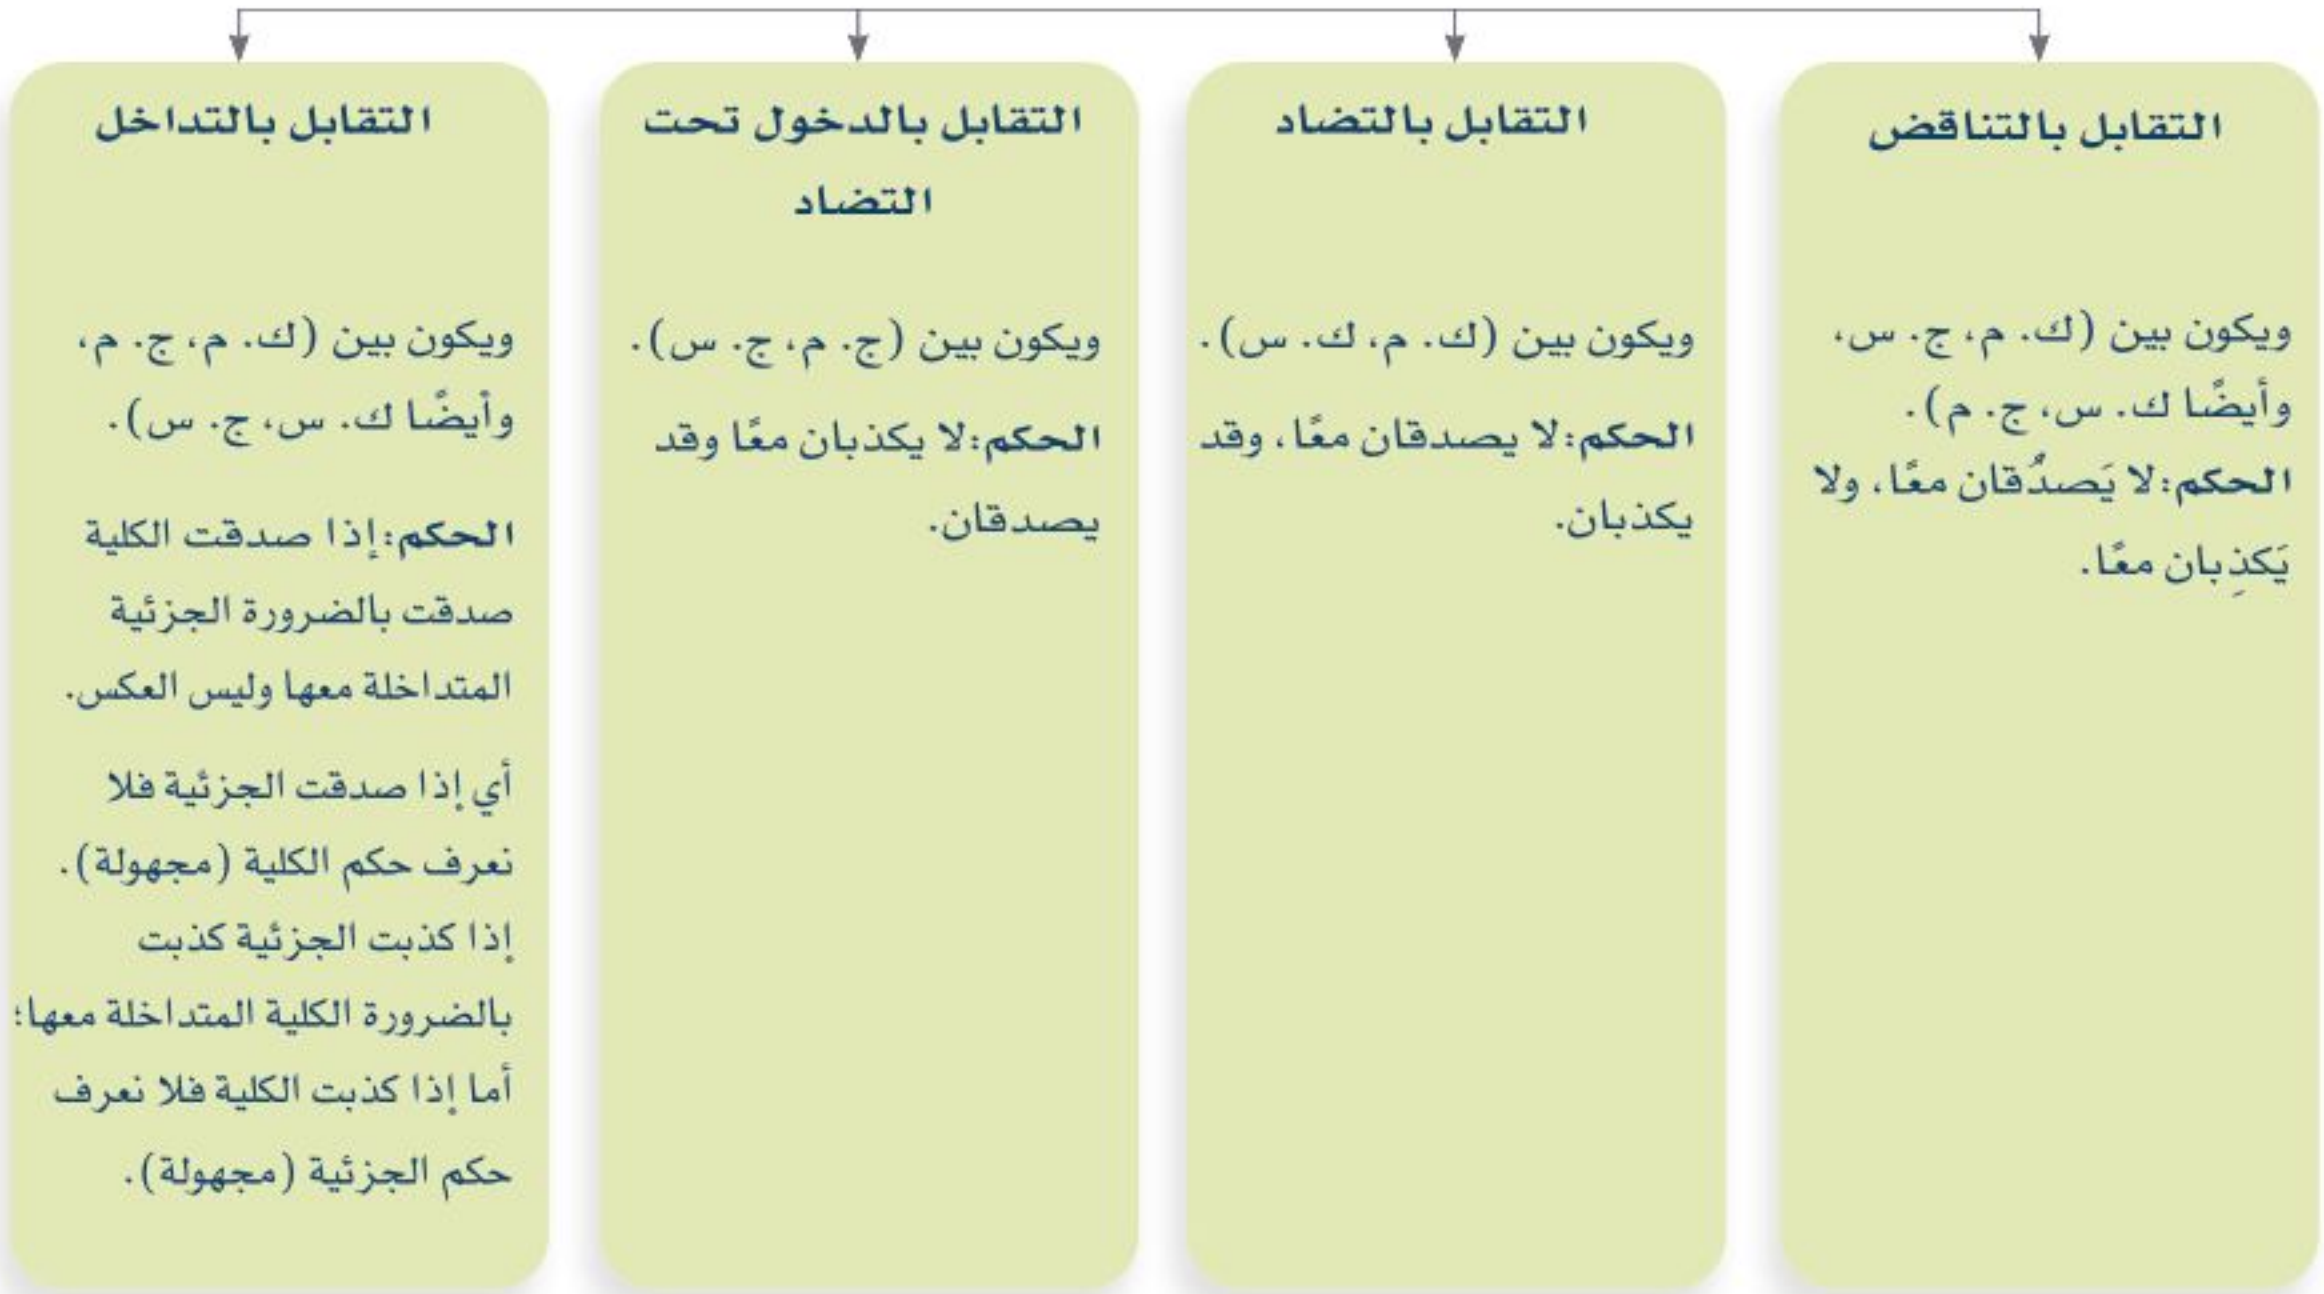 التقابل بالتناقض
ويكون بين (ك. م، ج. س،
وأيضًا ك. س، ج. م).
الحكم: لا يَصدُقان معًا، ولا
يَكذِبان معًا.
التقابل بالتضاد
ويكون بين (ك. م، ك. س).
الحكم: لا يصدقان معًا، وقد
يكذبان.
التقابل بالدخول تحت
التضاد
ويكون بين (ج. م، ج. س).
الحكم: لا يكذبان معًا وقد
يصدقان.
التقابل بالتداخل
ويكون بين (ك. م، ج. م،
وأيضًا ك. س، ج. س).
الحكم: إذا صدقت الكلية
صدقت بالضرورة الجزئية
المتداخلة معها وليس العكس.
أي إذا صدقت الجزئية فلا
نعرف حكم الكلية (مجهولة).
إذا كذبت الجزئية كذبت
بالضرورة الكلية المتداخلة معها؛
أما إذا كذبت الكلية فلا نعرف
حكم الجزئية (مجهولة).